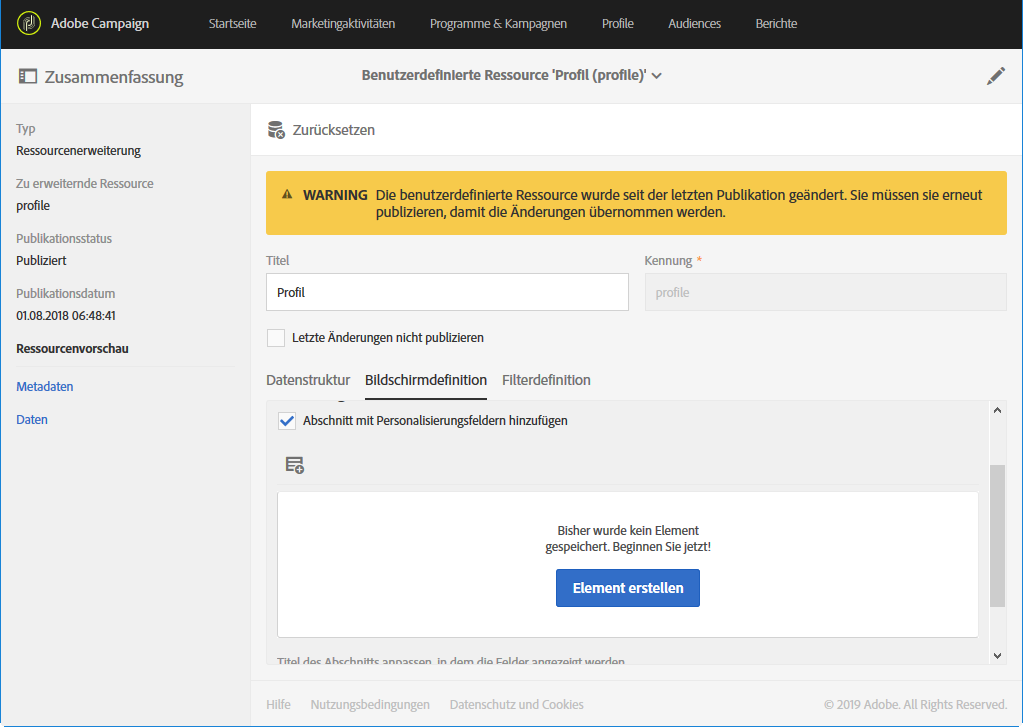 Adobe Campaign
Startseite
Marketingaktivitäten
Programme & Kampagnen
Profile
Audiences
Berichte
Zusammenfassung
Benutzerdefinierte Ressource 'Profil (profile)'
Typ
Ressourcenerweiterung
Zu erweiternde Ressource
profile
Publikationsstatus
Publiziert
Publikationsdatum
01.08.2018 06:48:41
Ressourcenvorschau
Metadaten
Daten
Zurücksetzen
WARNING Die benutzerdefinierte Ressource wurde seit der letzten Publikation geändert. Sie müssen sie erneut
publizieren, damit die Änderungen übernommen werden.
Titel
Profil
Kennung *
profile
Letzte Änderungen nicht publizieren
Datenstruktur
Bildschirmdefinition
Filterdefinition
Abschnitt mit Personalisierungsfeldern hinzufügen
Bisher wurde kein Element
gespeichert. Beginnen Sie jetzt!
Element erstellen
Titel des Abschnitts anpassen, in dem die Felder angezeigt werden
Hilfe
Nutzungsbedingungen
Datenschutz und Cookies
© 2019 Adobe. All Rights Reserved.